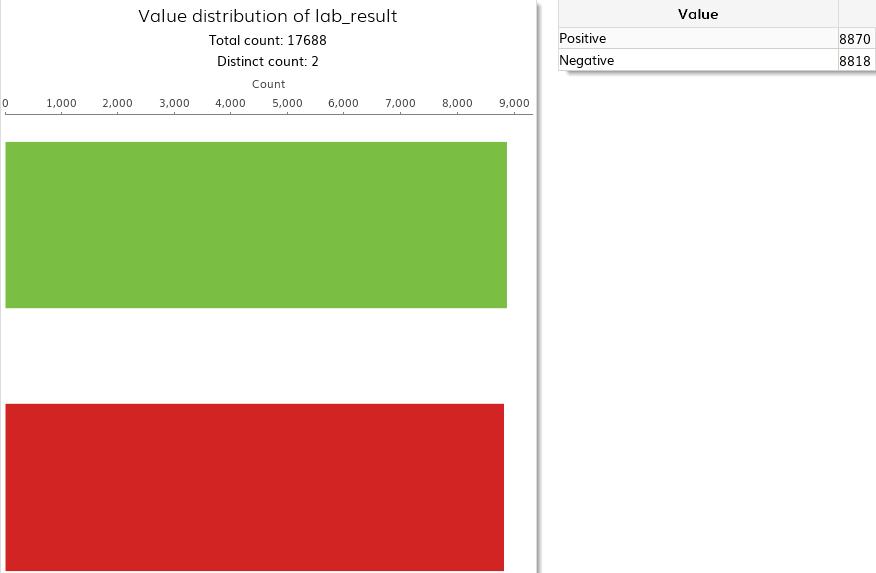 Value distribution of lab_result
Total count: 17688
Distinct count: 2
Count
0 1,000 2,000 3,000 4,000 5,000 6,000 7,000 8,000 9,000
Value
Positive 8870
Negative 8818